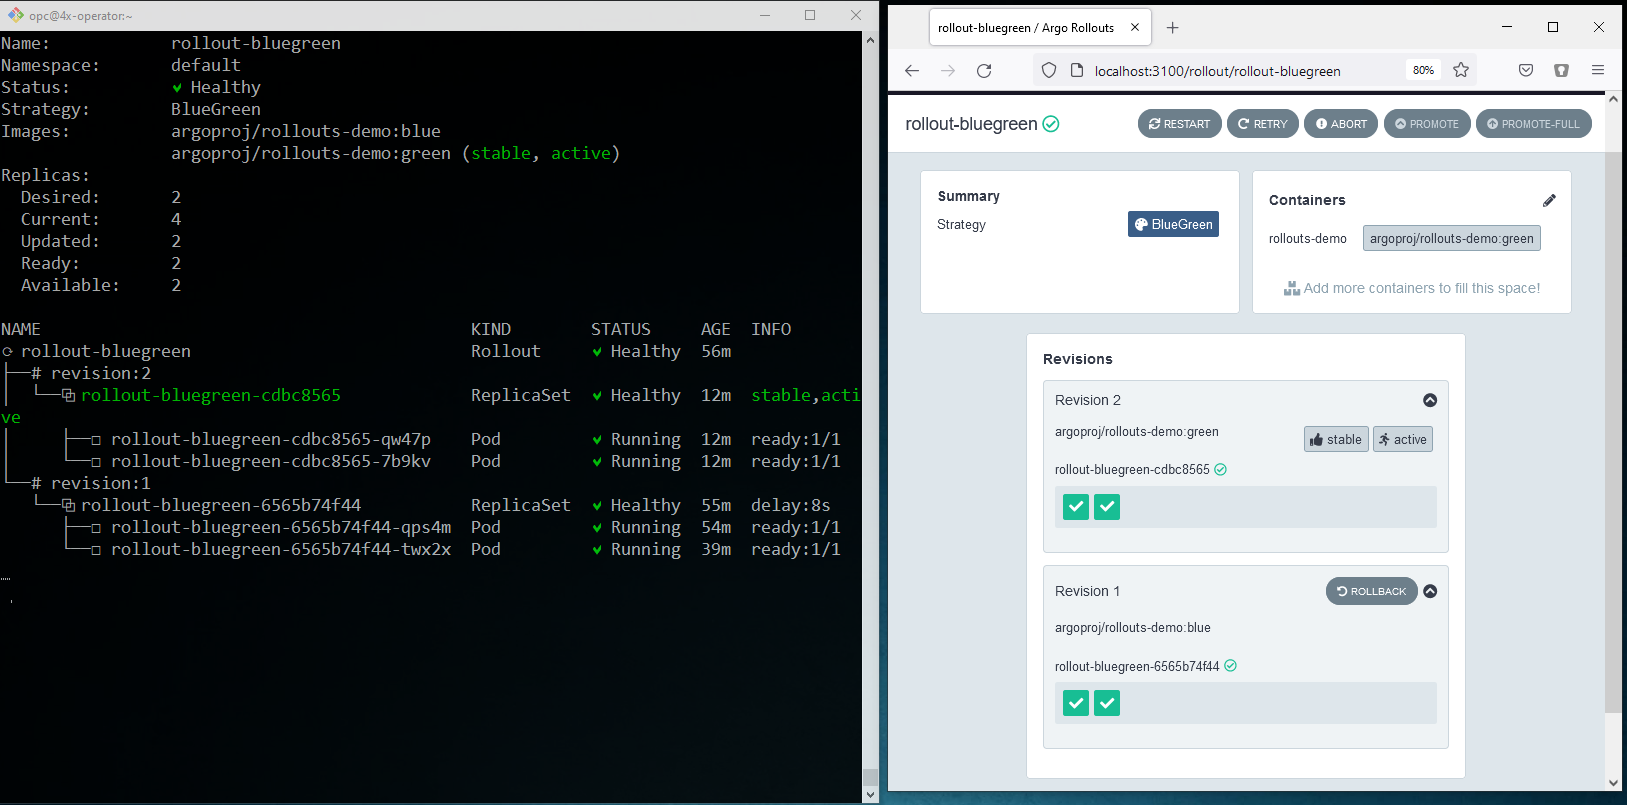 opc@4x-operator:~
Name: rollout-bluegreen
Namespace: default
Status: ✔ Healthy
Strategy: BlueGreen
Images: argoproj/rollouts-demo:blue
argoproj/rollouts-demo:green (stable, active)
Replicas:
Desired: 2
Current: 4
Updated: 2
Ready: 2
Available: 2
NAME KIND STATUS AGE INFO
⟳ rollout-bluegreen Rollout ✔ Healthy 56m
├──# revision:2
│ └──⧉ rollout-bluegreen-cdbc8565 ReplicaSet ✔ Healthy 12m stable,acti
ve
│ ├──□ rollout-bluegreen-cdbc8565-qw47p Pod ✔ Running 12m ready:1/1
│ └──□ rollout-bluegreen-cdbc8565-7b9kv Pod ✔ Running 12m ready:1/1
└──# revision:1
└──⧉ rollout-bluegreen-6565b74f44 ReplicaSet ✔ Healthy 55m delay:8s
├──□ rollout-bluegreen-6565b74f44-qps4m Pod ✔ Running 54m ready:1/1
└──□ rollout-bluegreen-6565b74f44-twx2x Pod ✔ Running 39m ready:1/1
rollout-bluegreen / Argo Rollouts
localhost:3100/rollout/rollout-bluegreen 80%
rollout-bluegreen RESTART RETRY ABORT PROMOTE PROMOTE-FULL
Summary
Strategy BlueGreen
Containers
rollouts-demo argoproj/rollouts-demo:green
Add more containers to fill this space!
Revisions
Revision 2
argoproj/rollouts-demo:green
stable active
rollout-bluegreen-cdbc8565
Revision 1 ROLLBACK
argoproj/rollouts-demo:blue
rollout-bluegreen-6565b74f44